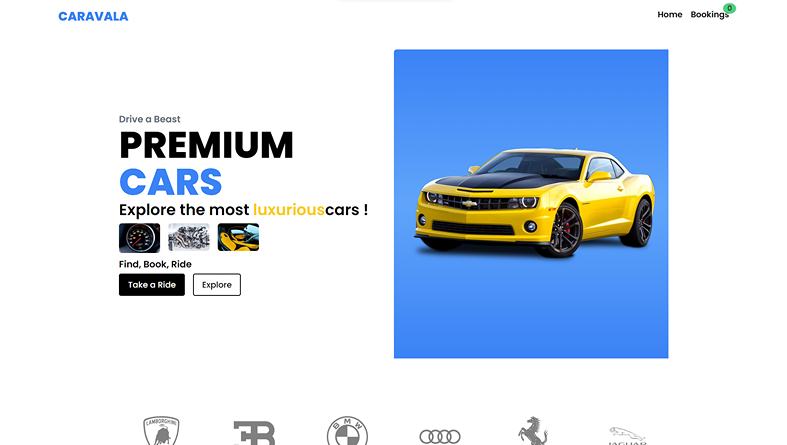 CARAVALA
Home
Bookings
0
Drive a Beast
PREMIUM
CARS
Explore the most luxuriouscars !
Find, Book, Ride
Take a Ride
Explore
LAMBORGHINI
BMW
JAGUAR